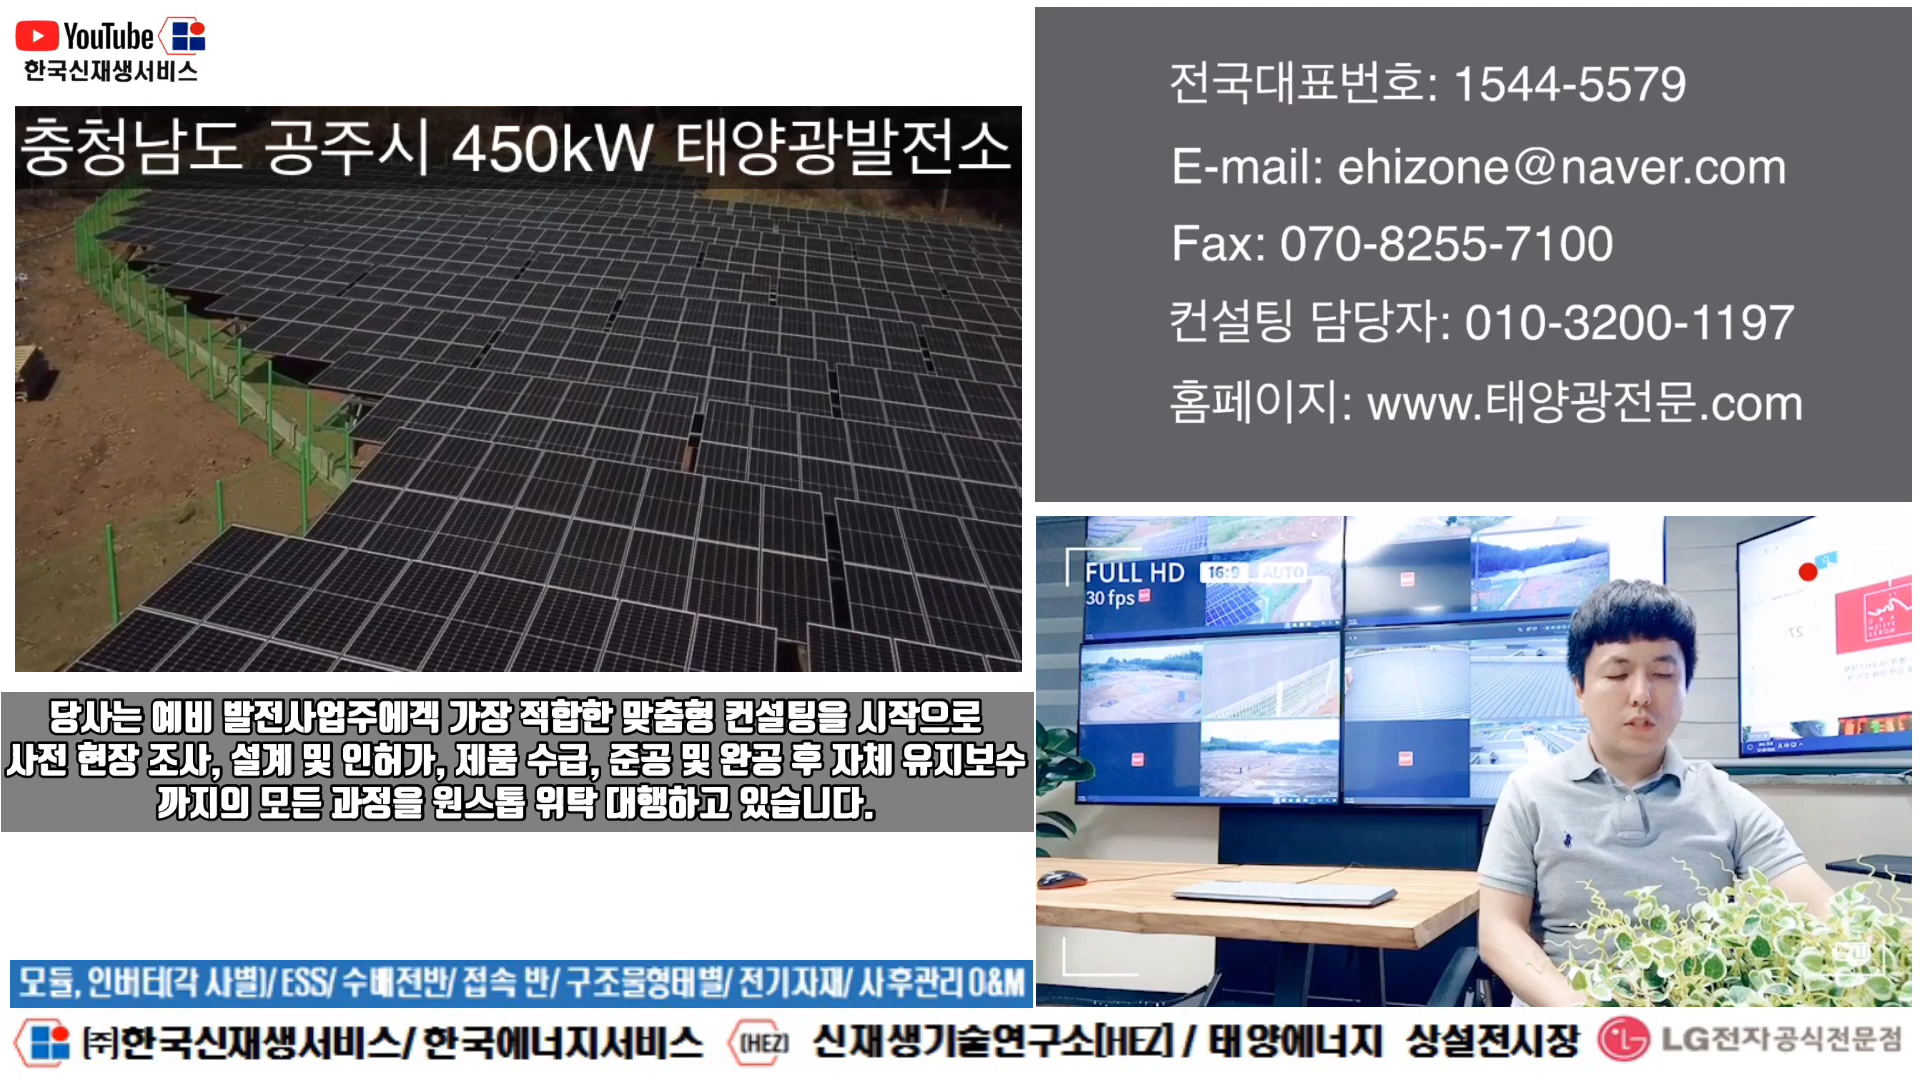 YouTube
한국신재생서비스
충청남도 공주시 450kW 태양광발전소
전국대표번호: 1544-5579
E-mail: ehizone@naver.com
Fax: 070-8255-7100
컨설팅 담당자: 010-3200-1197
홈페이지: www.태양광전문.com
FULL HD 16:9 AUTO
30 fps
27
당사는 예비 발전사업주에겍 가장 적합한 맞춤형 컨설팅을 시작으로
사전 현장 조사, 설계 및 인허가, 제품 수급, 준공 및 완공 후 자체 유지보수
까지의 모든 과정을 원스톱 위탁 대행하고 있습니다.
모듈, 인버터(각 사별)/ ESS/ 수배전반/ 접속 반/ 구조물형태별/ 전기자재/ 사후관리 O&M
㈜한국신재생서비스/ 한국에너지서비스 (HEZ) 신재생기술연구소[HEZ] / 태양에너지 상설전시장 LG전자공식전문점